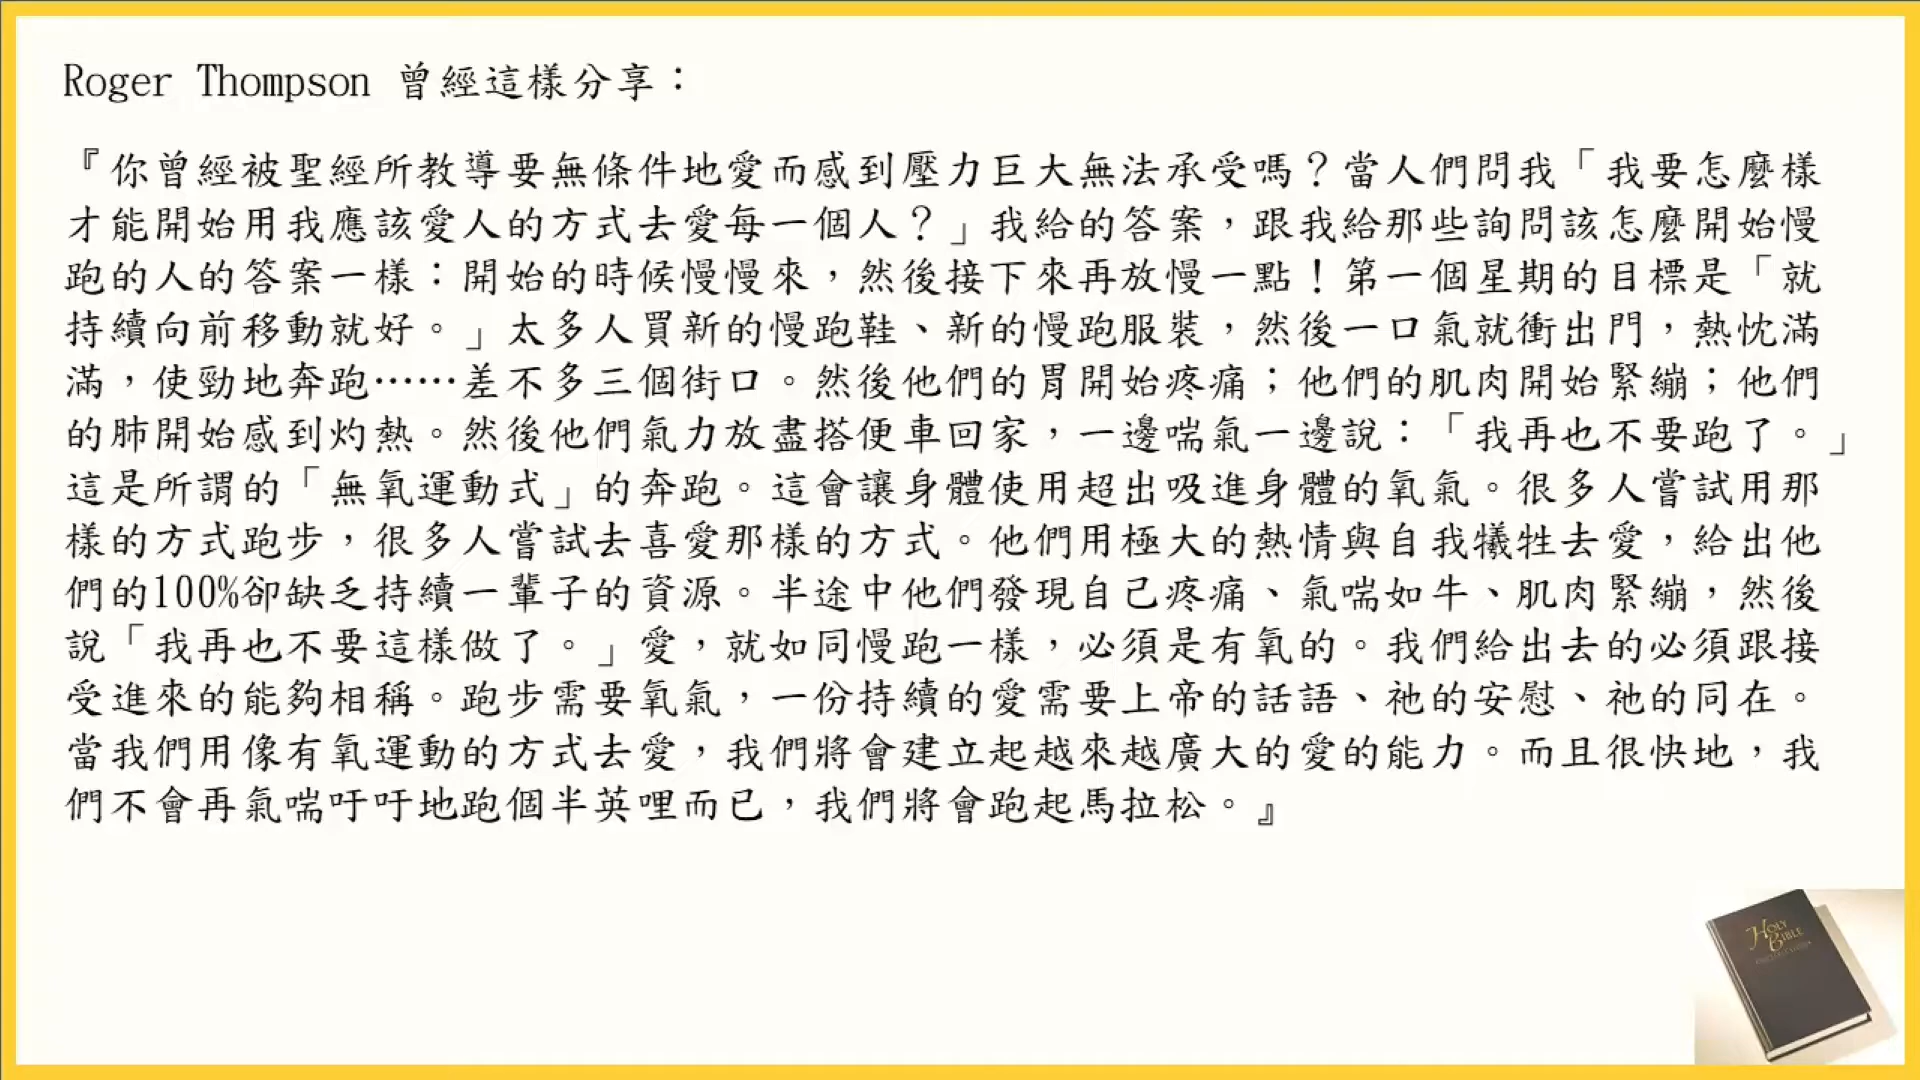 Roger Thompson 曾經這樣分享：
『你曾經被聖經所教導要無條件地愛而感到壓力巨大無法承受嗎？當人們問我「我要怎麼樣
才能開始用我應該愛人的方式去愛每一個人？」我給的答案，跟我給那些詢問該怎麼開始慢
跑的人的答案一樣：開始的時候慢慢來，然後接下來再放慢一點！第一個星期的目標是「就
持續向前移動就好。」太多人買新的慢跑鞋、新的慢跑服裝，然後一口氣就衝出門，熱忱滿
滿，使勁地奔跑……差不多三個街口。然後他們的胃開始疼痛；他們的肌肉開始緊繃；他們
的肺開始感到灼熱。然後他們氣力放盡搭便車回家，一邊喘氣一邊說：「我再也不要跑了。」
這是所謂的「無氧運動式」的奔跑。這會讓身體使用超出吸進身體的氧氣。很多人嘗試用那
樣的方式跑步，很多人嘗試去喜愛那樣的方式。他們用極大的熱情與自我犧牲去愛，給出他
們的100%卻缺乏持續一輩子的資源。半途中他們發現自己疼痛、氣喘如牛、肌肉緊繃，然後
說「我再也不要這樣做了。」愛，就如同慢跑一樣，必須是有氧的。我們給出去的必須跟接
受進來的能夠相稱。跑步需要氧氣，一份持續的愛需要上帝的話語、祂的安慰、祂的同在。
當我們用像有氧運動的方式去愛，我們將會建立起越來越廣大的愛的能力。而且很快地，我
們不會再氣喘吁吁地跑個半英哩而已，我們將會跑起馬拉松。』
HOLY
BIBLE